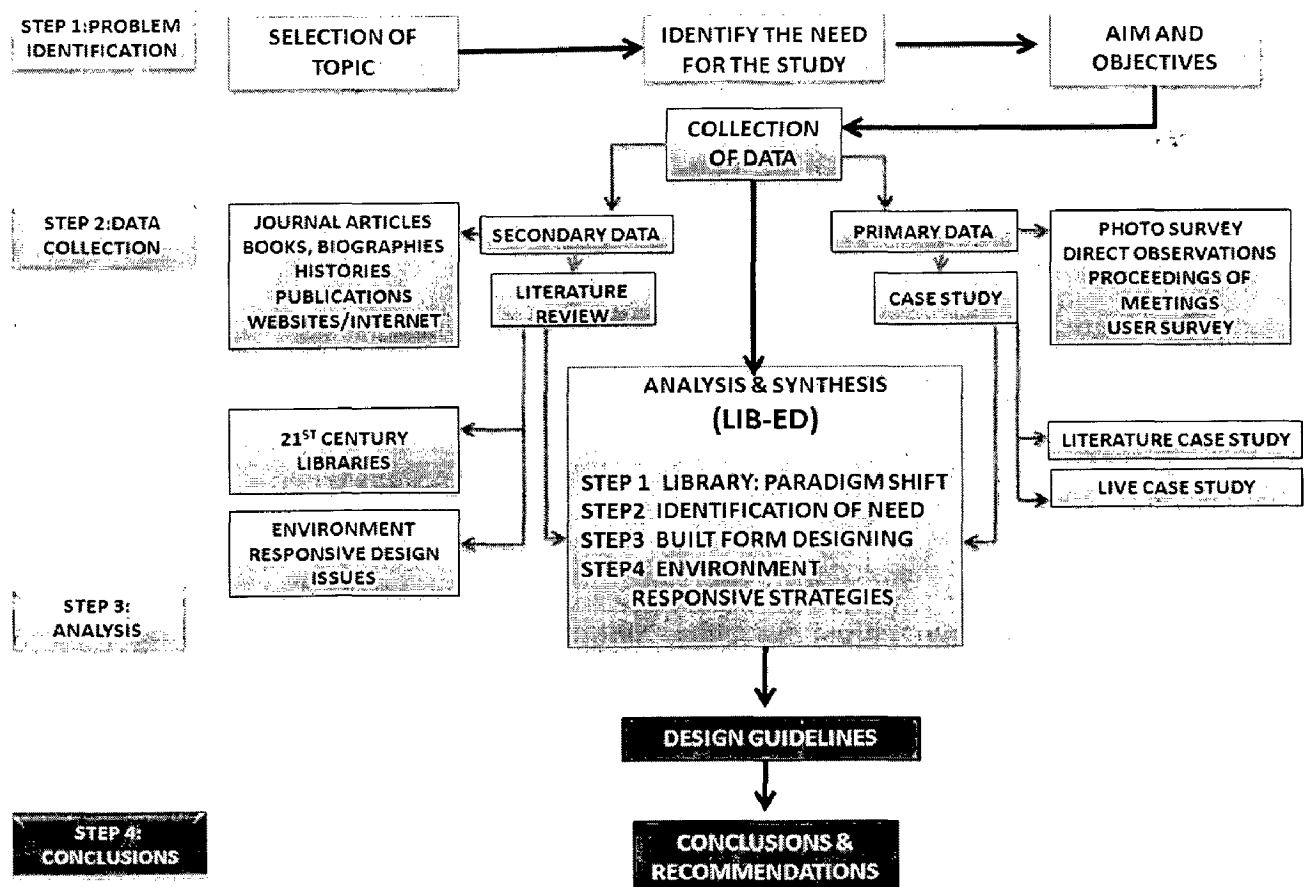 STEP 1:PROBLEM
IDENTIFICATION
SELECTION OF
TOPIC
IDENTIFY THE NEED
FOR THE STUDY
AIM AND
OBJECTIVES
COLLECTION
OF DATA
STEP 2:DATA
COLLECTION
JOURNAL ARTICLES
BOOKS, BIOGRAPHIES
HISTORIES
PUBLICATIONS
WEBSITES/INTERNET
SECONDARY DATA
LITERATURE
REVIEW
PRIMARY DATA
CASE STUDY
PHOTO SURVEY
DIRECT OBSERVATIONS
PROCEEDINGS OF
MEETINGS
USER SURVEY
21ST CENTURY
LIBRARIES
ENVIRONMENT
RESPONSIVE DESIGN
ISSUES
ANALYSIS & SYNTHESIS
(LIB-ED)
STEP 1 LIBRARY: PARADIGM SHIFT
STEP2 IDENTIFICATION OF NEED
STEP3 BUILT FORM DESIGNING
STEP4 ENVIRONMENT
RESPONSIVE STRATEGIES
LITERATURE CASE STUDY
LIVE CASE STUDY
STEP 3:
ANALYSIS
DESIGN GUIDELINES
STEP 4:
CONCLUSIONS
CONCLUSIONS &
RECOMMENDATIONS